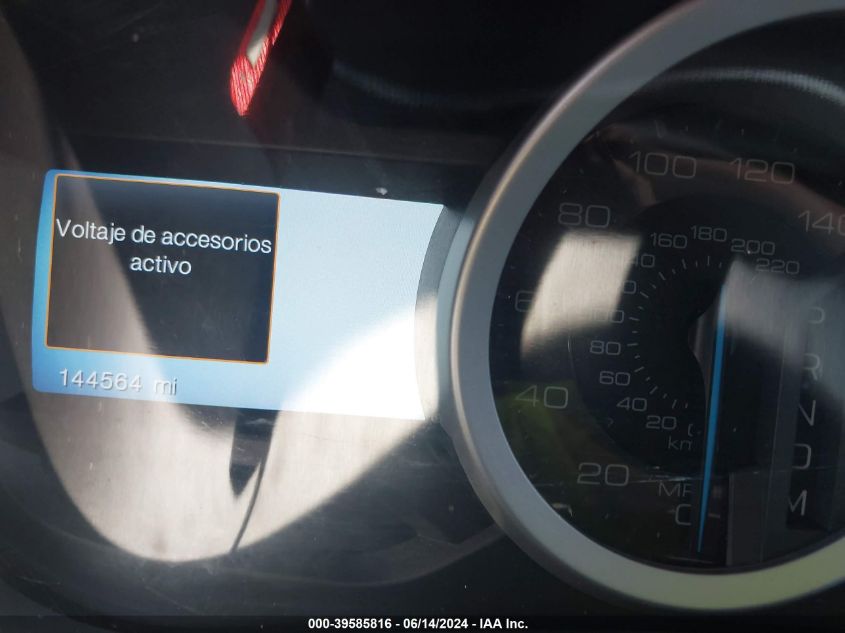 Voltaje de accesorios
activo
144564 mi
100 120
80 140
40
20
160 180 200 220
80
60
40
20
km
R
N
D
M
000-39585816 - 06/14/2024 - IAA Inc.